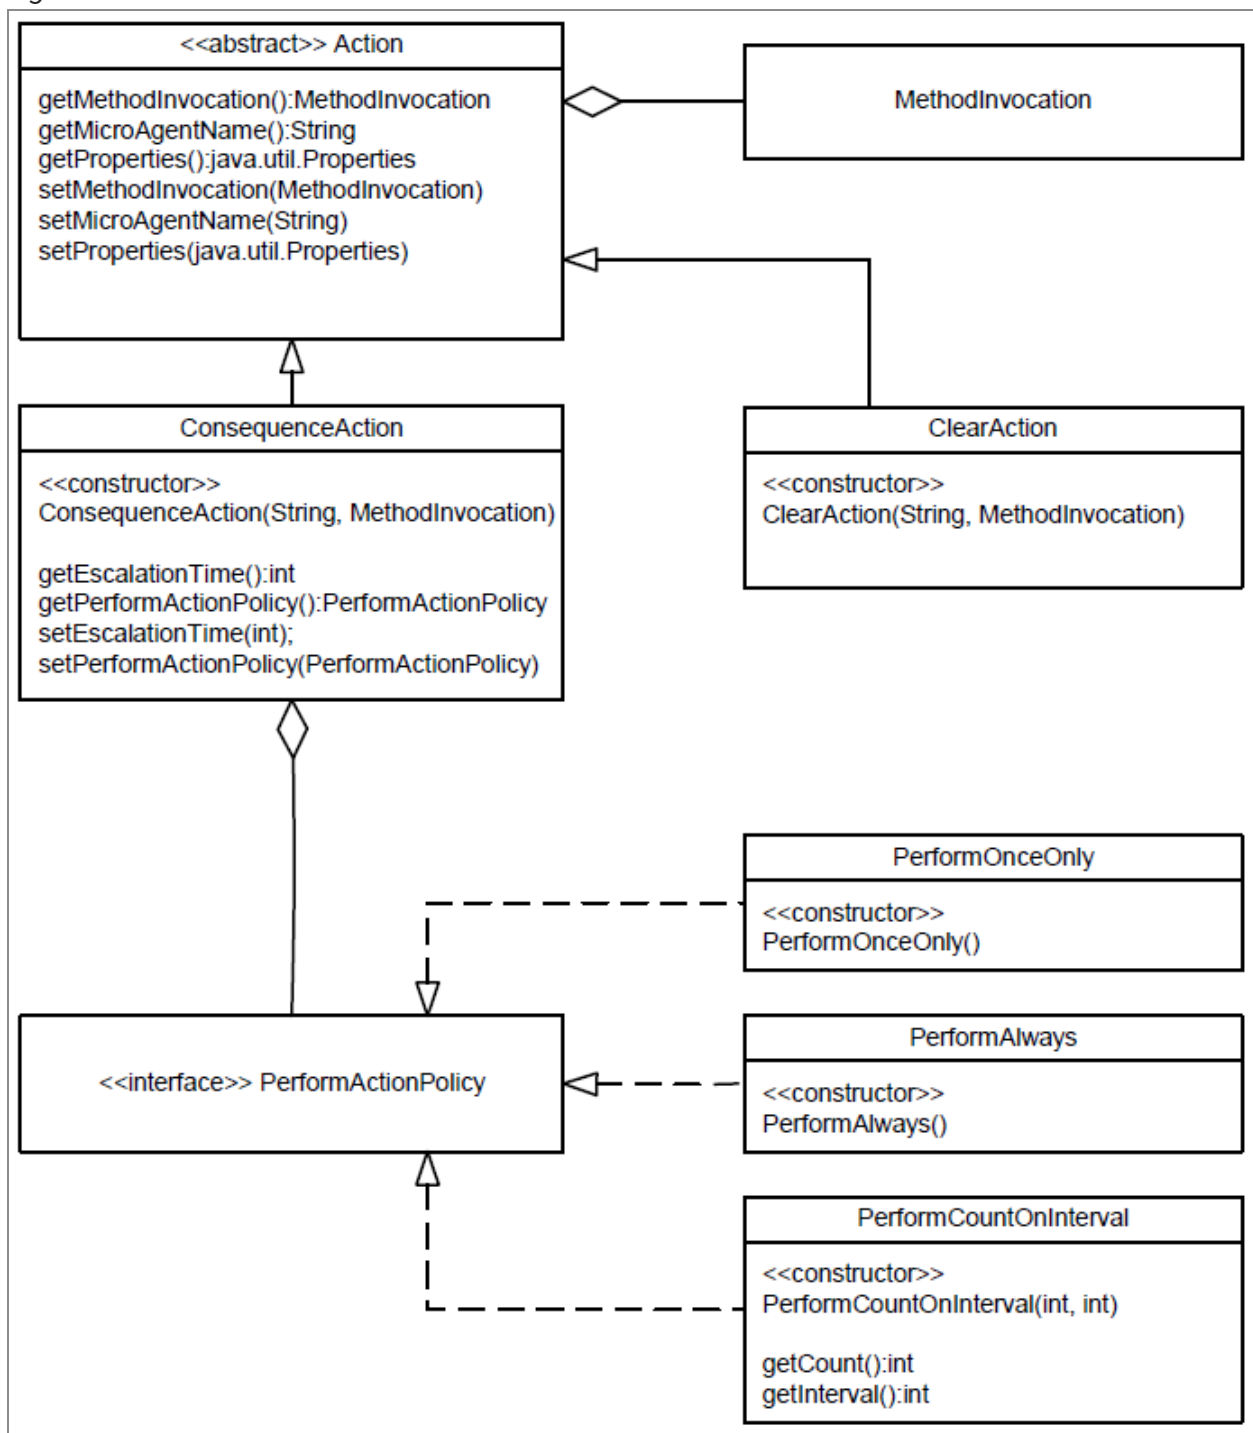 <<abstract>> Action
getMethodInvocation():MethodInvocation
getMicroAgentName():String
getProperties():java.util.Properties
setMethodInvocation(MethodInvocation)
setMicroAgentName(String)
setProperties(java.util.Properties)
MethodInvocation
ConsequenceAction
<<constructor>>
ConsequenceAction(String, MethodInvocation)
getEscalationTime():int
getPerformActionPolicy():PerformActionPolicy
setEscalationTime(int);
setPerformActionPolicy(PerformActionPolicy)
ClearAction
<<constructor>>
ClearAction(String, MethodInvocation)
PerformOnceOnly
<<constructor>>
PerformOnceOnly()
<<interface>> PerformActionPolicy
PerformAlways
<<constructor>>
PerformAlways()
PerformCountOnInterval
<<constructor>>
PerformCountOnInterval(int, int)
getCount():int
getInterval():int